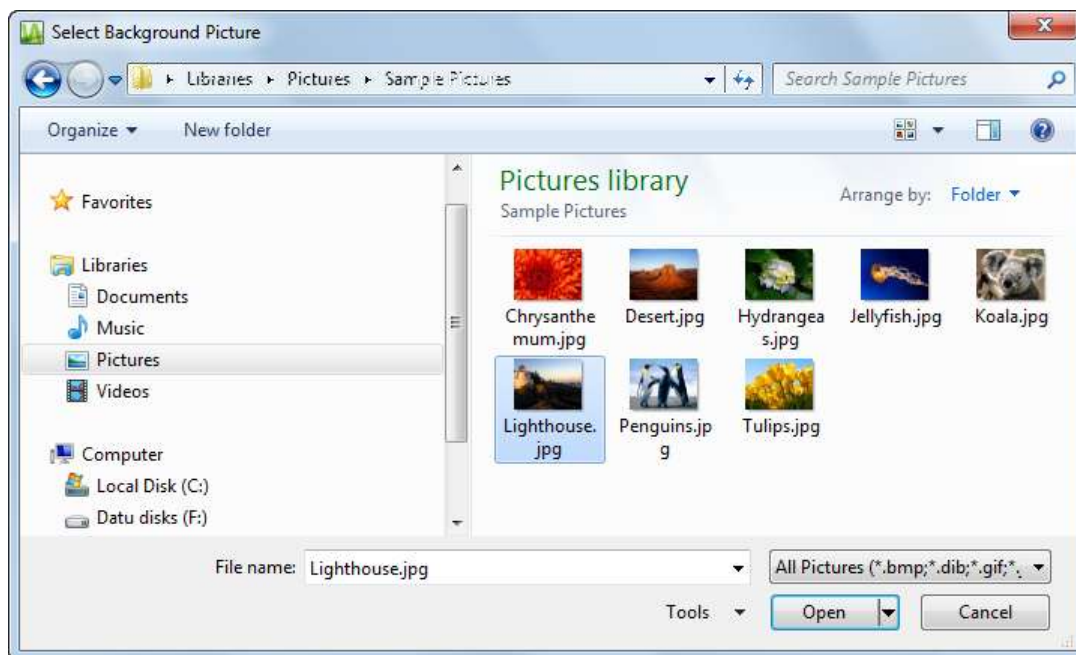 Select Background Picture
Libraries Pictures Sample Pictures
Search Sample Pictures
Organize New folder
Favorites
Libraries
Documents
Music
Pictures
Videos
Computer
Local Disk (C:)
Datu disks (F:)
Pictures library
Sample Pictures
Arrange by: Folder
Chrysanthe
mum.jpg
Desert.jpg
Hydrangea
s.jpg
Jellyfish.jpg
Koala.jpg
Lighthouse.
jpg
Penguins.jp
g
Tulips.jpg
File name: Lighthouse.jpg
All Pictures (*.bmp;*.dib;*.gif;*.
Tools Open Cancel